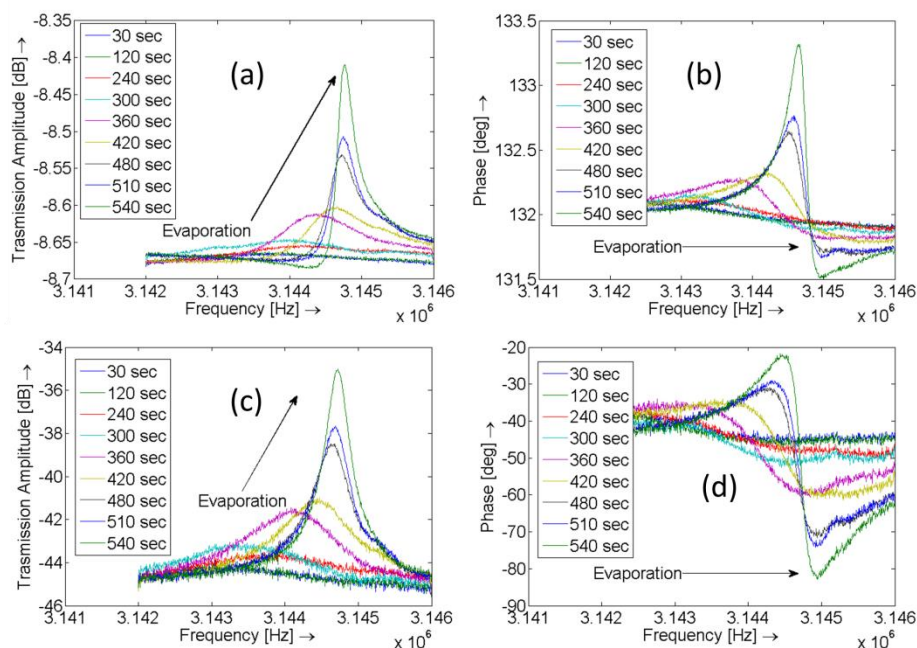 -8.35
-8.4
-8.45
-8.5
-8.55
-8.6
-8.65
-8.7
Trasmission Amplitude [dB] →
30 sec
120 sec
240 sec
300 sec
360 sec
420 sec
480 sec
510 sec
540 sec
(a)
Evaporation
3.141 3.142 3.143 3.144 3.145 3.146
Frequency [Hz] →
x 10⁶
133.5
133
132.5
132
131.5
Phase [deg] →
30 sec
120 sec
240 sec
300 sec
360 sec
420 sec
480 sec
510 sec
540 sec
(b)
Evaporation
3.141 3.142 3.143 3.144 3.145 3.146
Frequency [Hz] →
x 10⁶
-34
-36
-38
-40
-42
-44
-46
Trasmission Amplitude [dB] →
30 sec
120 sec
240 sec
300 sec
360 sec
420 sec
480 sec
510 sec
540 sec
(c)
Evaporation
3.141 3.142 3.143 3.144 3.145 3.146
Frequency [Hz] →
x 10⁶
-20
-30
-40
-50
-60
-70
-80
-90
Phase [deg] →
30 sec
120 sec
240 sec
300 sec
360 sec
420 sec
480 sec
510 sec
540 sec
(d)
Evaporation
3.141 3.142 3.143 3.144 3.145 3.146
Frequency [Hz] →
x 10⁶